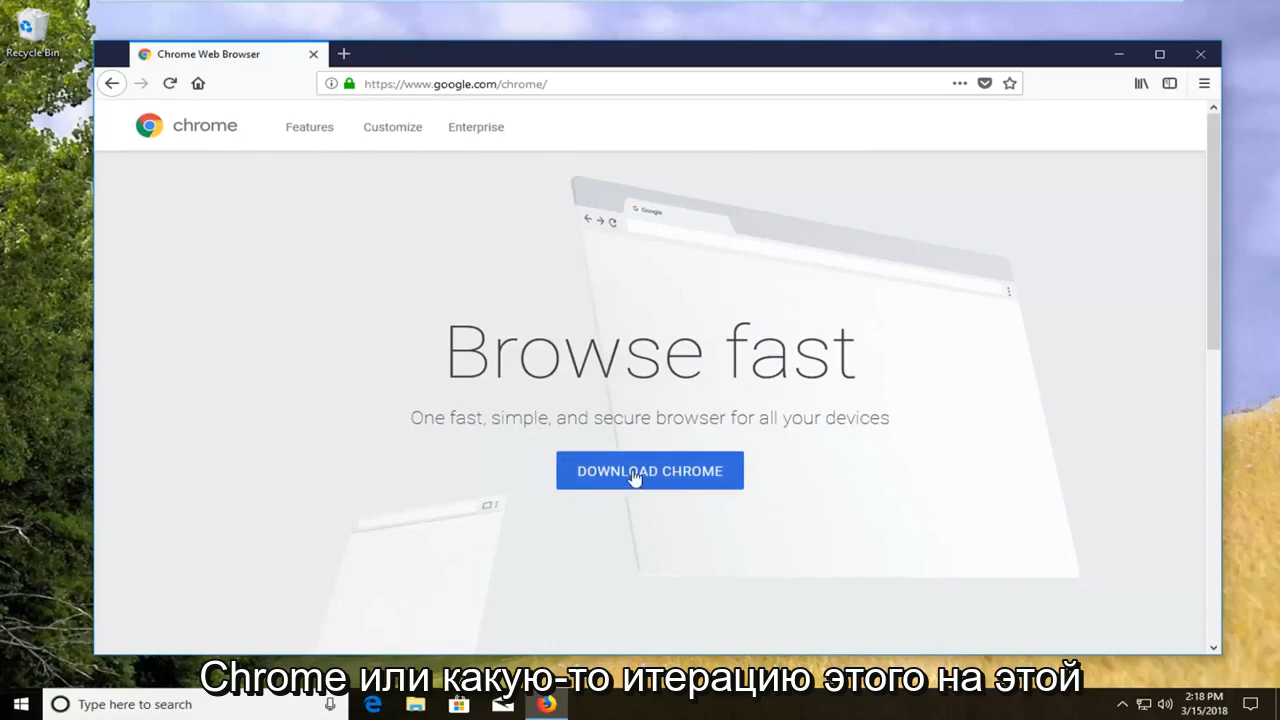 Recycle Bin
Chrome Web Browser
https://www.google.com/chrome/
chrome
Features
Customize
Enterprise
Google
Browse fast
One fast, simple, and secure browser for all your devices
DOWNLOAD CHROME
Chrome или какую-то итерацию этого на этой
Type here to search
2:18 PM
3/15/2018